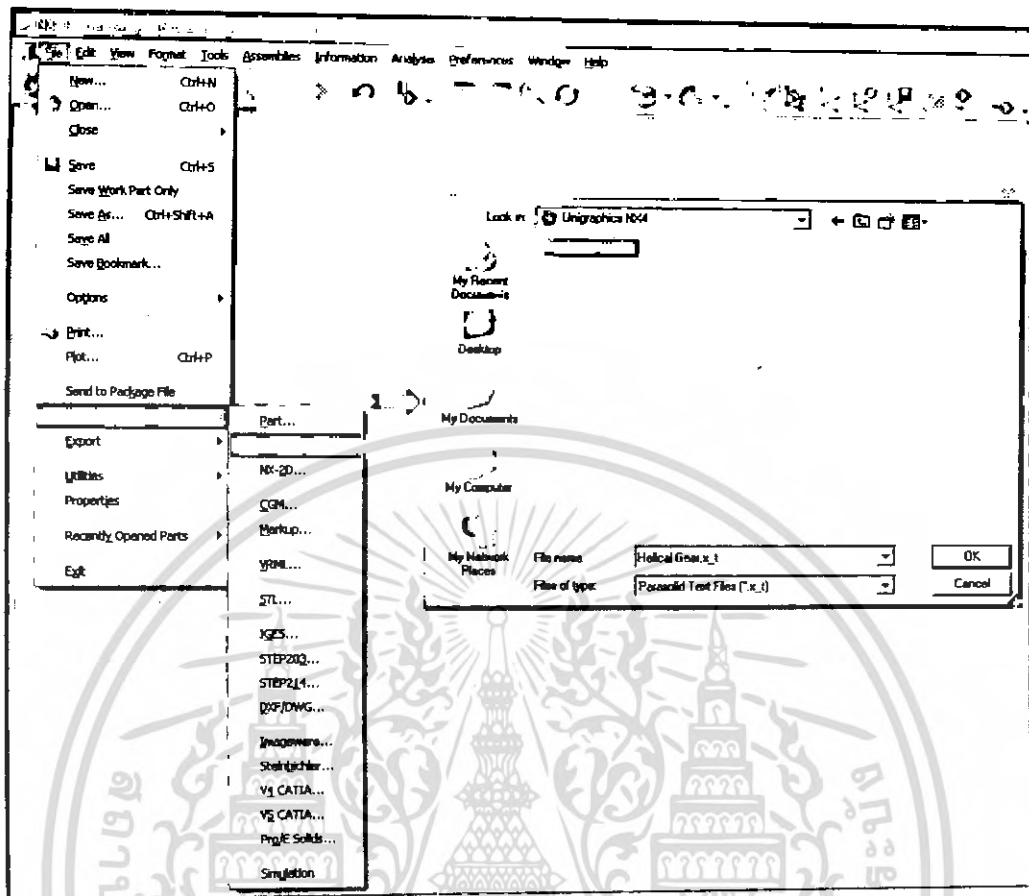 File Edit View Format Tools Assemblies Information Analysis Preferences Window Help
New... Ctrl+N
Open... Ctrl+O
Close
Save Ctrl+S
Save Work Part Only
Save As... Ctrl+Shift+A
Save All
Save Bookmark...
Options
Print...
Plot... Ctrl+P
Send to Package File
Export
Utilities
Properties
Recently Opened Parts
Exit
Part...
NX-2D...
CGM...
Markup...
VRML...
STL...
IGES...
STEP203...
STEP214...
DXF/DWG...
Imageware...
Steinbichler...
V4 CATIA...
V5 CATIA...
Pro/E Solids...
Simulation
Look in: Unigraphics NX4
My Recent
Documents
Desktop
My Documents
My Computer
My Network
Places
File name: Helical Gear.x_t OK
Files of type: Parasolid Text Files (*.x_t) Cancel